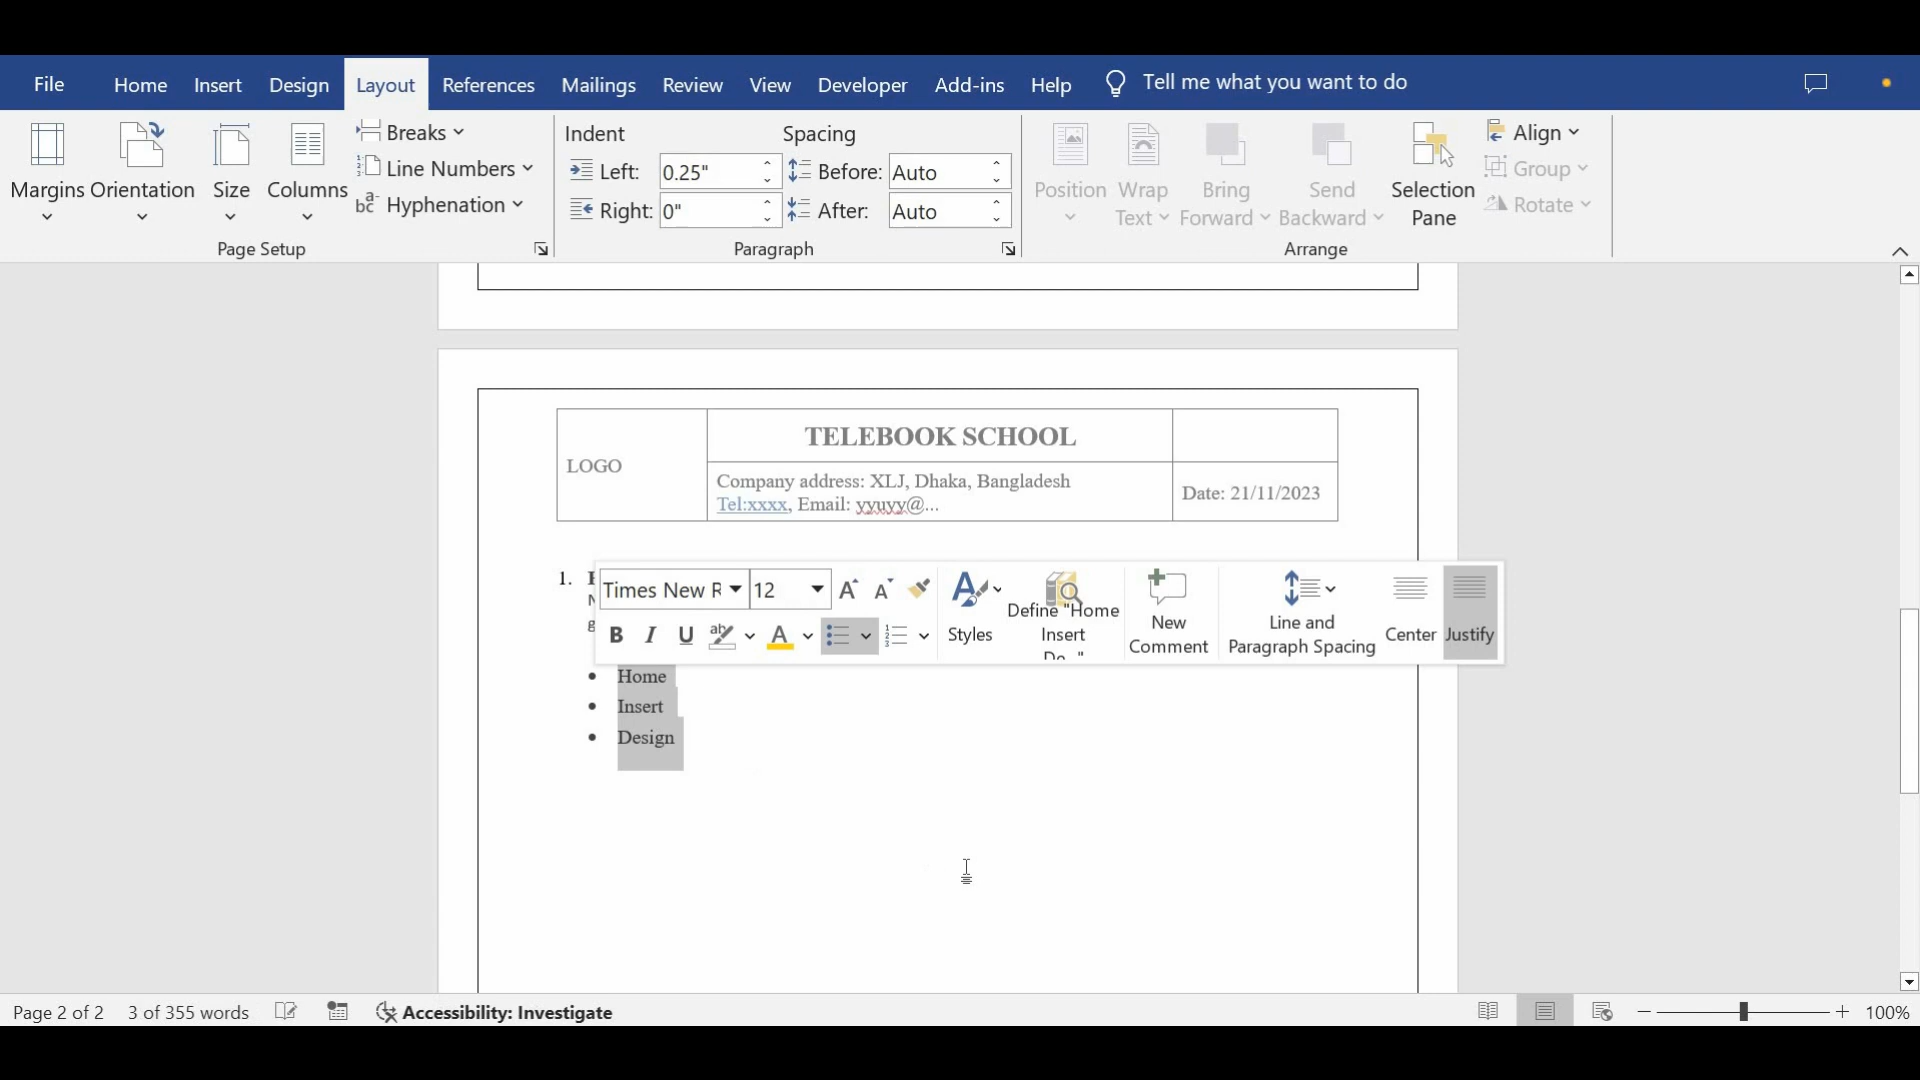 File Home Insert Design Layout References Mailings Review View Developer Add-ins Help Tell me what you want to do
Margins Orientation Size Columns
Breaks
Line Numbers
Hyphenation
Page Setup
Indent Spacing
Left: 0.25" Before: Auto
Right: 0" After: Auto
Paragraph
Position Wrap Text Bring Forward Send Backward Selection Pane
Align
Group
Rotate
Arrange
LOGO
TELEBOOK SCHOOL
Company address: XLJ, Dhaka, Bangladesh
Tel:xxxx, Email: yyuyy@...
Date: 21/11/2023
1.
Times New R 12
B I U
Styles
Define "Home
Insert
De..."
New
Comment
Line and
Paragraph Spacing
Center
Justify
• Home
• Insert
• Design
Page 2 of 2 3 of 355 words Accessibility: Investigate 100%